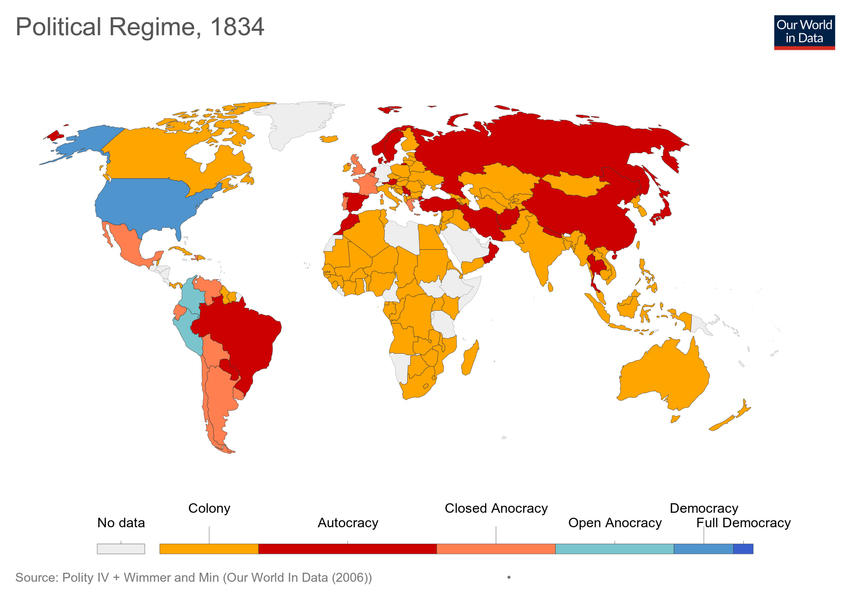 Political Regime, 1834
Our World
in Data
No data
Colony
Autocracy
Closed Anocracy
Open Anocracy
Democracy
Full Democracy
Source: Polity IV + Wimmer and Min (Our World In Data (2006))
•